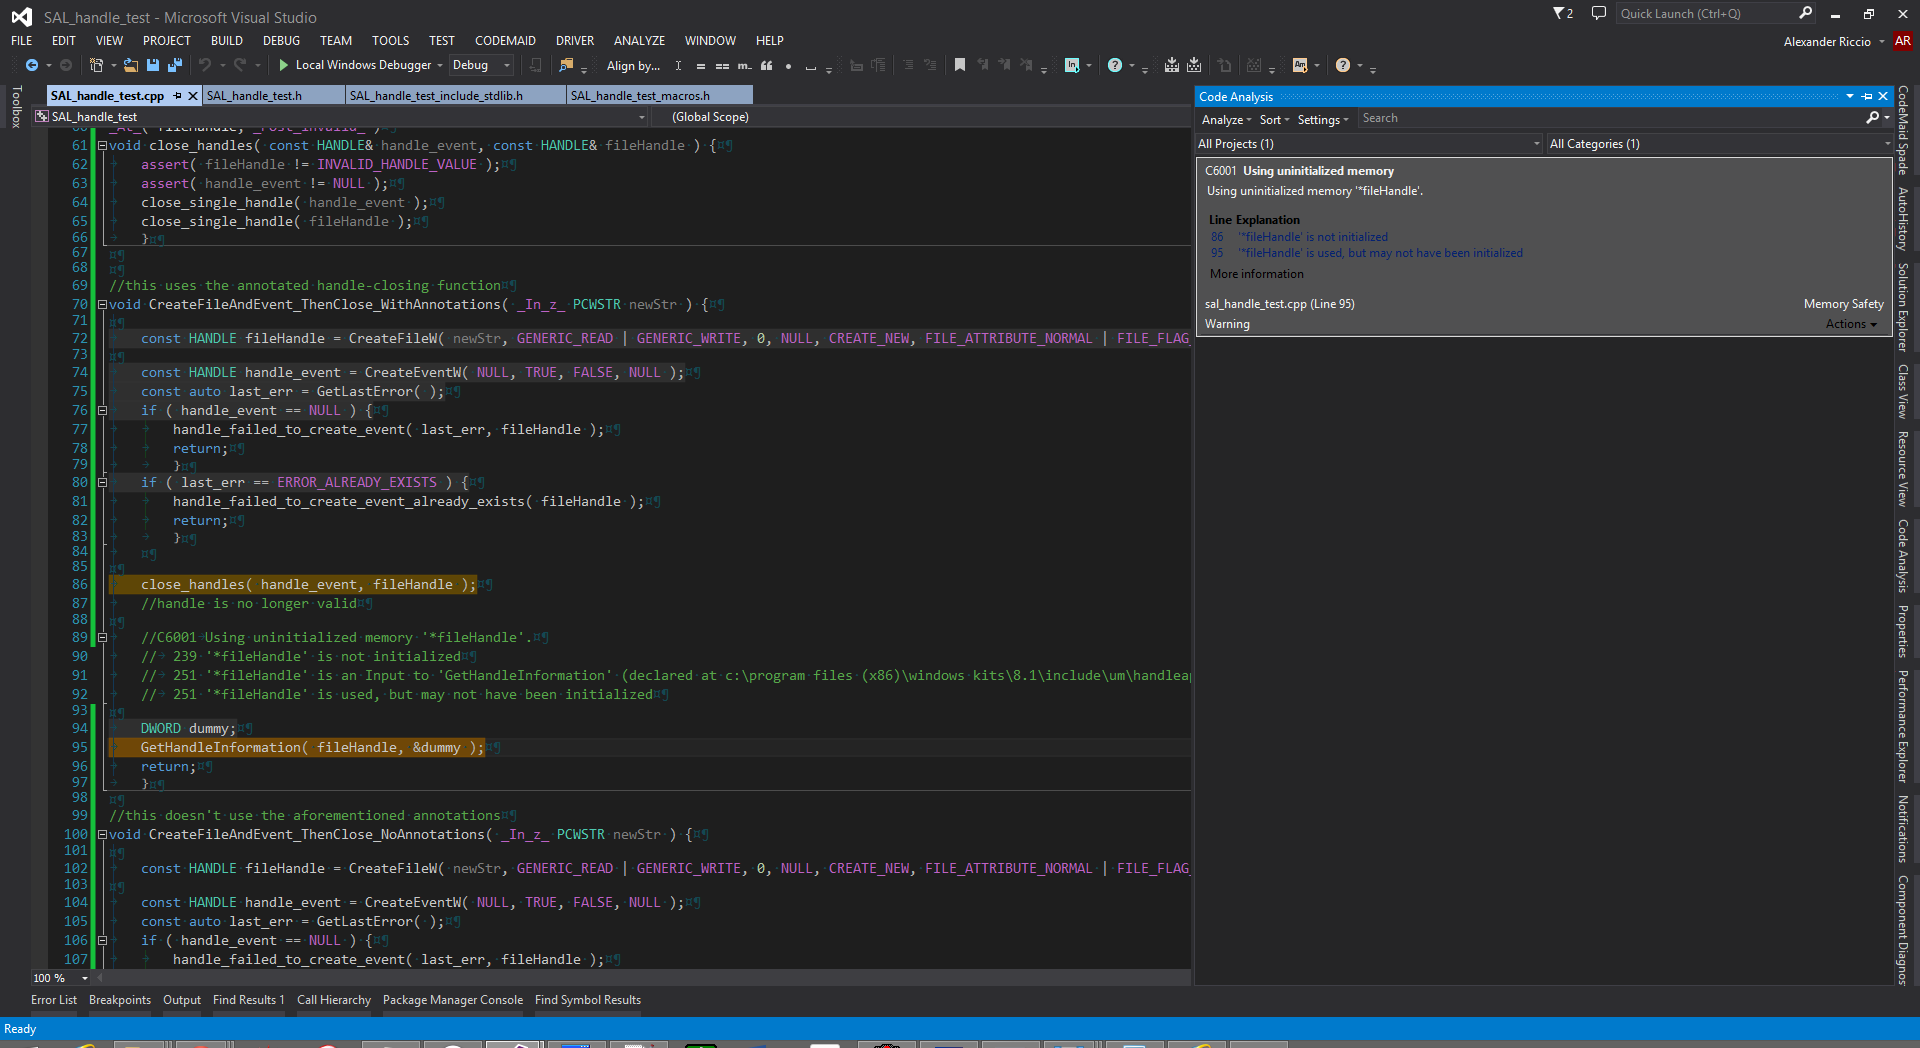 SAL_handle_test - Microsoft Visual Studio
2
Quick Launch (Ctrl+Q)
FILE EDIT VIEW PROJECT BUILD DEBUG TEAM TOOLS TEST CODEMAID DRIVER ANALYZE WINDOW HELP
Alexander Riccio AR
Local Windows Debugger Debug Align by...
Toolbox
SAL_handle_test.cpp SAL_handle_test.h SAL_handle_test_include_stdlib.h SAL_handle_test_macros.h
SAL_handle_test (Global Scope)
60 _At_( fileHandle, _Post_invalid_ )
61 void close_handles( const HANDLE& handle_event, const HANDLE& fileHandle ) {
62 assert( fileHandle != INVALID_HANDLE_VALUE );
63 assert( handle_event != NULL );
64 close_single_handle( handle_event );
65 close_single_handle( fileHandle );
66 }
67
68
69 //this uses the annotated handle-closing function
70 void CreateFileAndEvent_ThenClose_WithAnnotations( _In_z_ PCWSTR newStr ) {
71
72 const HANDLE fileHandle = CreateFileW( newStr, GENERIC_READ | GENERIC_WRITE, 0, NULL, CREATE_NEW, FILE_ATTRIBUTE_NORMAL | FILE_FLAG_
73
74 const HANDLE handle_event = CreateEventW( NULL, TRUE, FALSE, NULL );
75 const auto last_err = GetLastError( );
76 if ( handle_event == NULL ) {
77 handle_failed_to_create_event( last_err, fileHandle );
78 return;
79 }
80 if ( last_err == ERROR_ALREADY_EXISTS ) {
81 handle_failed_to_create_event_already_exists( fileHandle );
82 return;
83 }
84
85
86 close_handles( handle_event, fileHandle );
87 //handle is no longer valid
88
89 //C6001 Using uninitialized memory '*fileHandle'.
90 // 239 '*fileHandle' is not initialized
91 // 251 '*fileHandle' is an Input to 'GetHandleInformation' (declared at c:\program files (x86)\windows kits\8.1\include\um\handleap
92 // 251 '*fileHandle' is used, but may not have been initialized
93
94 DWORD dummy;
95 GetHandleInformation( fileHandle, &dummy );
96 return;
97 }
98
99 //this doesn't use the aforementioned annotations
100 void CreateFileAndEvent_ThenClose_NoAnnotations( _In_z_ PCWSTR newStr ) {
101
102 const HANDLE fileHandle = CreateFileW( newStr, GENERIC_READ | GENERIC_WRITE, 0, NULL, CREATE_NEW, FILE_ATTRIBUTE_NORMAL | FILE_FLAG_
103
104 const HANDLE handle_event = CreateEventW( NULL, TRUE, FALSE, NULL );
105 const auto last_err = GetLastError( );
106 if ( handle_event == NULL ) {
107 handle_failed_to_create_event( last_err, fileHandle );
100 %
Code Analysis
Analyze Sort Settings Search
All Projects (1) All Categories (1)
C6001 Using uninitialized memory
Using uninitialized memory '*fileHandle'.
Line Explanation
86 '*fileHandle' is not initialized
95 '*fileHandle' is used, but may not have been initialized
More information
sal_handle_test.cpp (Line 95) Memory Safety
Warning Actions
CodeMaid Spade
AutoHistory
Solution Explorer
Class View
Resource View
Code Analysis
Properties
Performance Explorer
Notifications
Component Diagnos
Error List Breakpoints Output Find Results 1 Call Hierarchy Package Manager Console Find Symbol Results
Ready